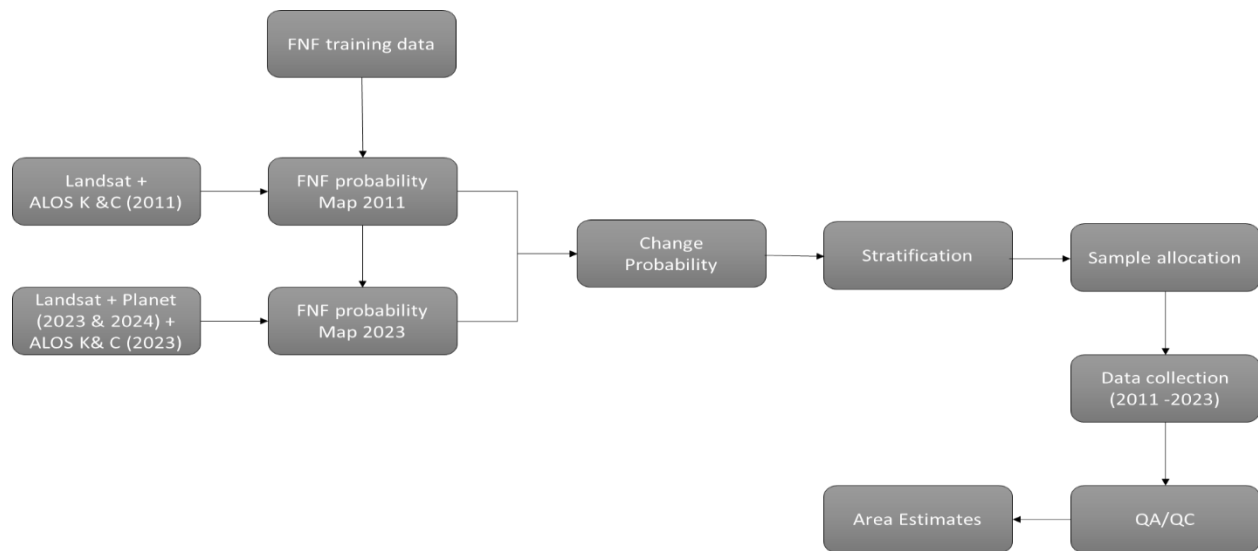 FNF training data
Landsat +
ALOS K &C (2011)
FNF probability
Map 2011
Landsat + Planet
(2023 & 2024) +
ALOS K& C (2023)
FNF probability
Map 2023
Change
Probability
Stratification
Sample allocation
Data collection
(2011 -2023)
QA/QC
Area Estimates